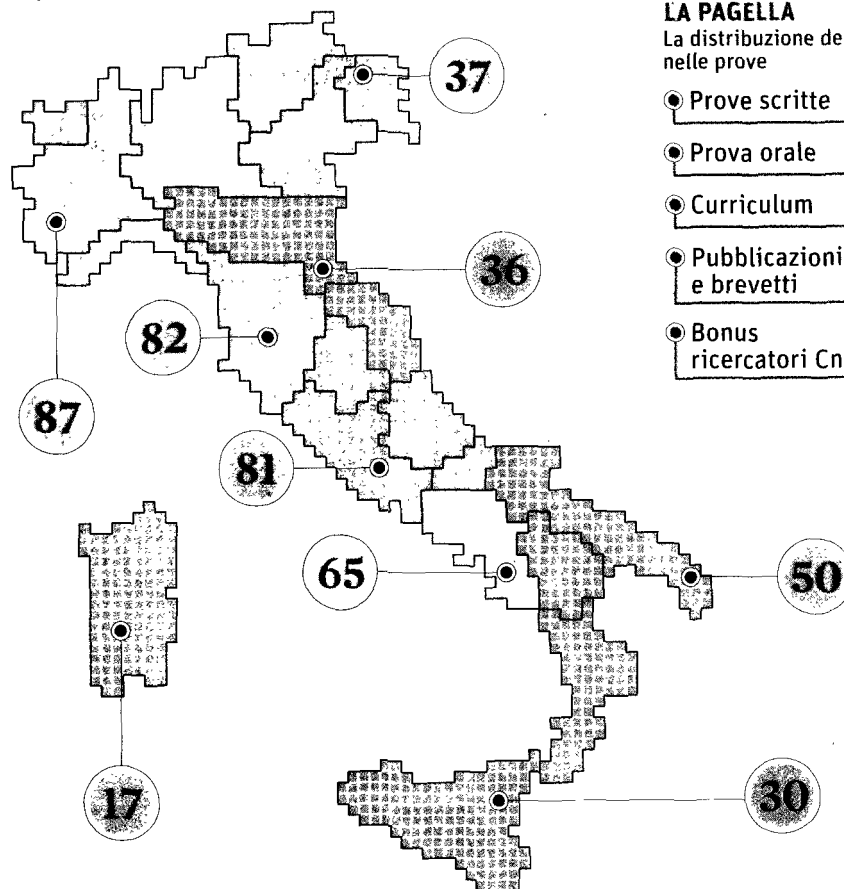 LA PAGELLA
La distribuzione de
nelle prove
Prove scritte
Prova orale
Curriculum
Pubblicazioni
e brevetti
Bonus
ricercatori Cn
37
36
82
87
81
65
50
17
30